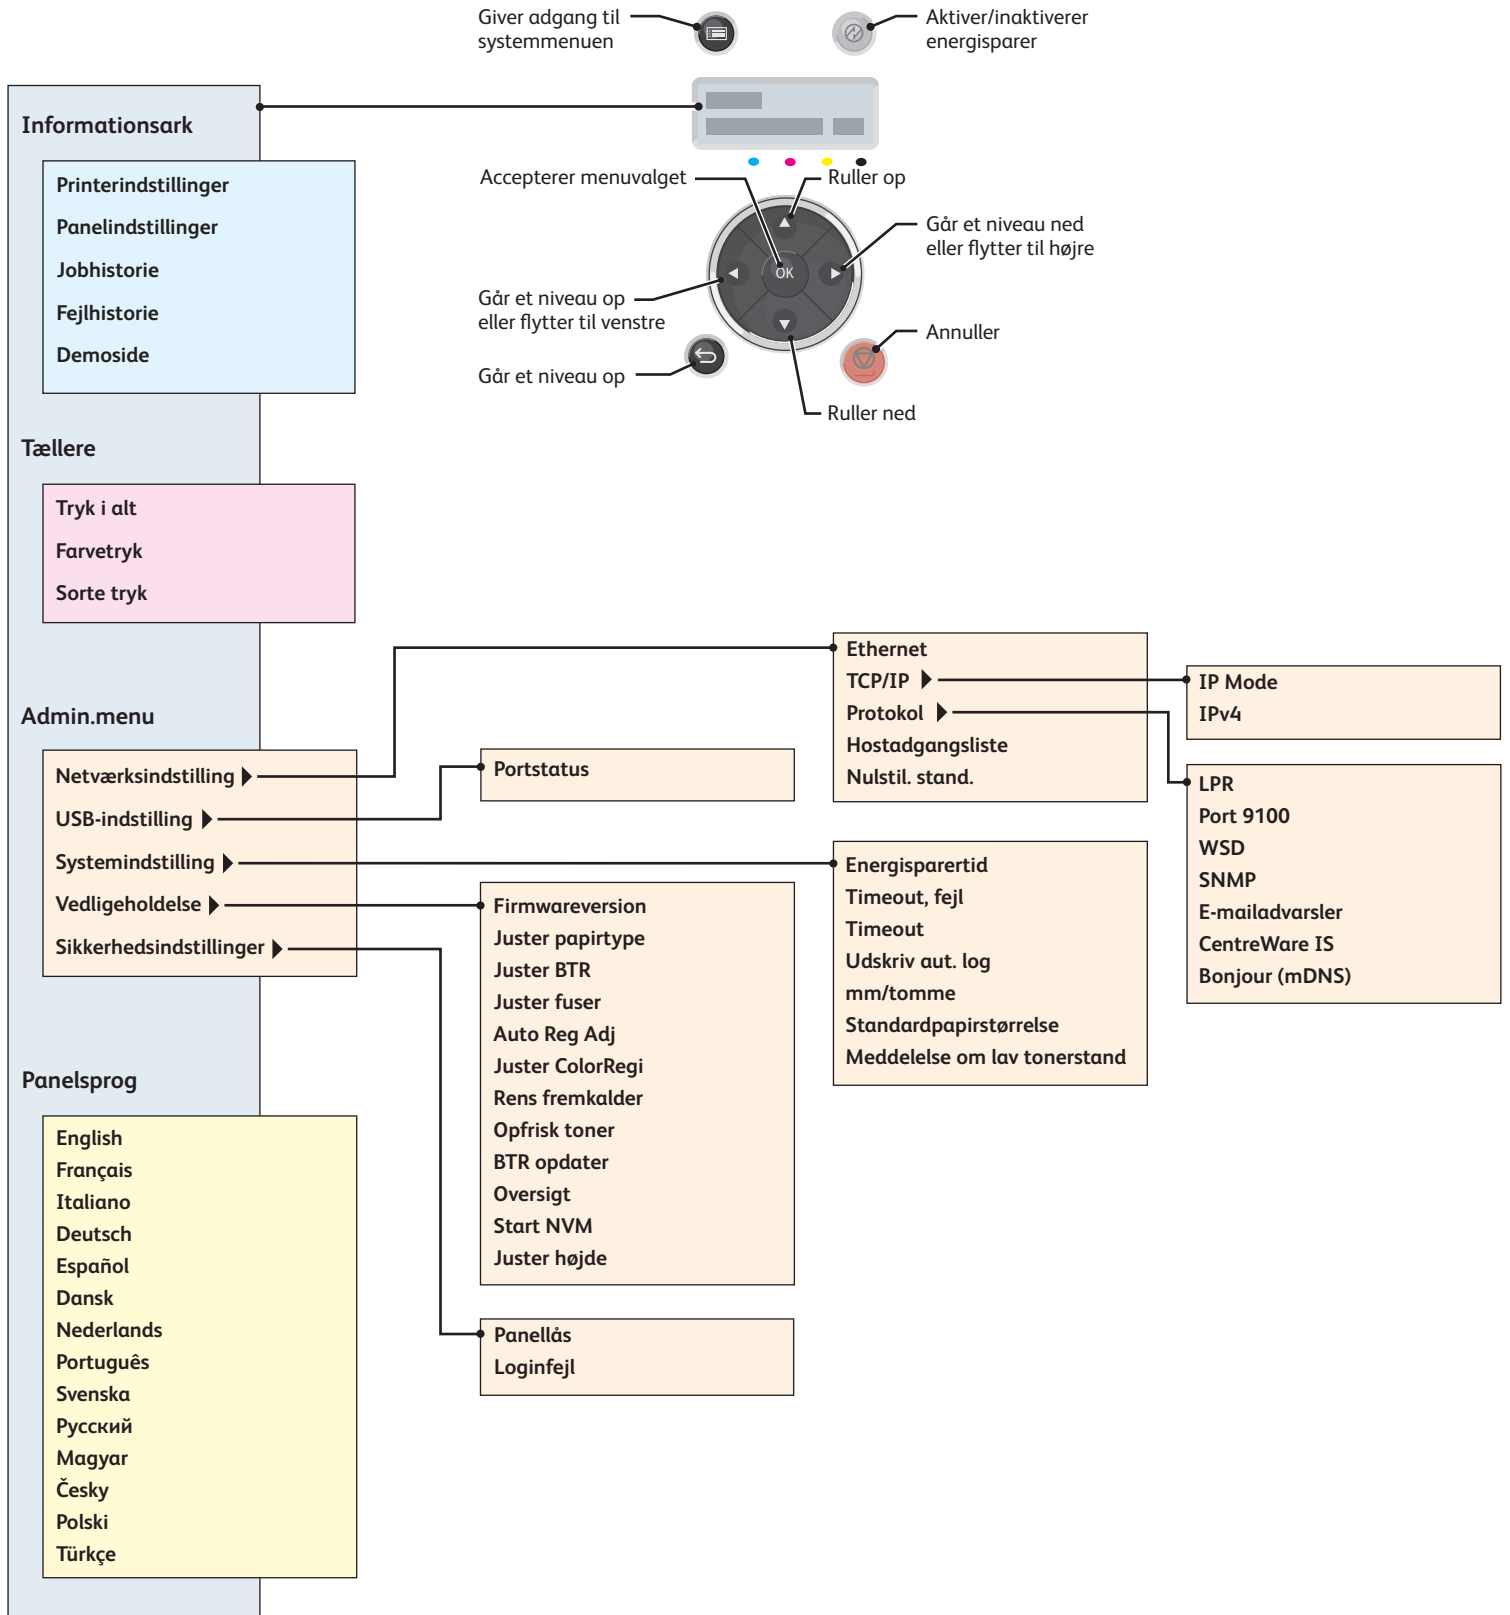 Giver adgang til
systemmenuen
Aktiver/inaktiverer
energisparer
Accepterer menuvalget
Ruller op
Går et niveau ned
eller flytter til højre
OK
Går et niveau op
eller flytter til venstre
Annuller
Går et niveau op
Ruller ned
Informationsark
Printerindstillinger
Panelindstillinger
Jobhistorie
Fejlhistorie
Demoside
Tællere
Tryk i alt
Farvetryk
Sorte tryk
Admin.menu
Netværksindstilling
USB-indstilling
Systemindstilling
Vedligeholdelse
Sikkerhedsindstillinger
Panelsprog
English
Français
Italiano
Deutsch
Español
Dansk
Nederlands
Português
Svenska
Русский
Magyar
Česky
Polski
Türkçe
Portstatus
Firmwareversion
Juster papirtype
Juster BTR
Juster fuser
Auto Reg Adj
Juster ColorRegi
Rens fremkalder
Opfrisk toner
BTR opdater
Oversigt
Start NVM
Juster højde
Panellås
Loginfejl
Ethernet
TCP/IP
Protokol
Hostadgangsliste
Nulstil. stand.
Energisparertid
Timeout, fejl
Timeout
Udskriv aut. log
mm/tomme
Standardpapirstørrelse
Meddelelse om lav tonerstand
IP Mode
IPv4
LPR
Port 9100
WSD
SNMP
E-mailadvarsler
CentreWare IS
Bonjour (mDNS)